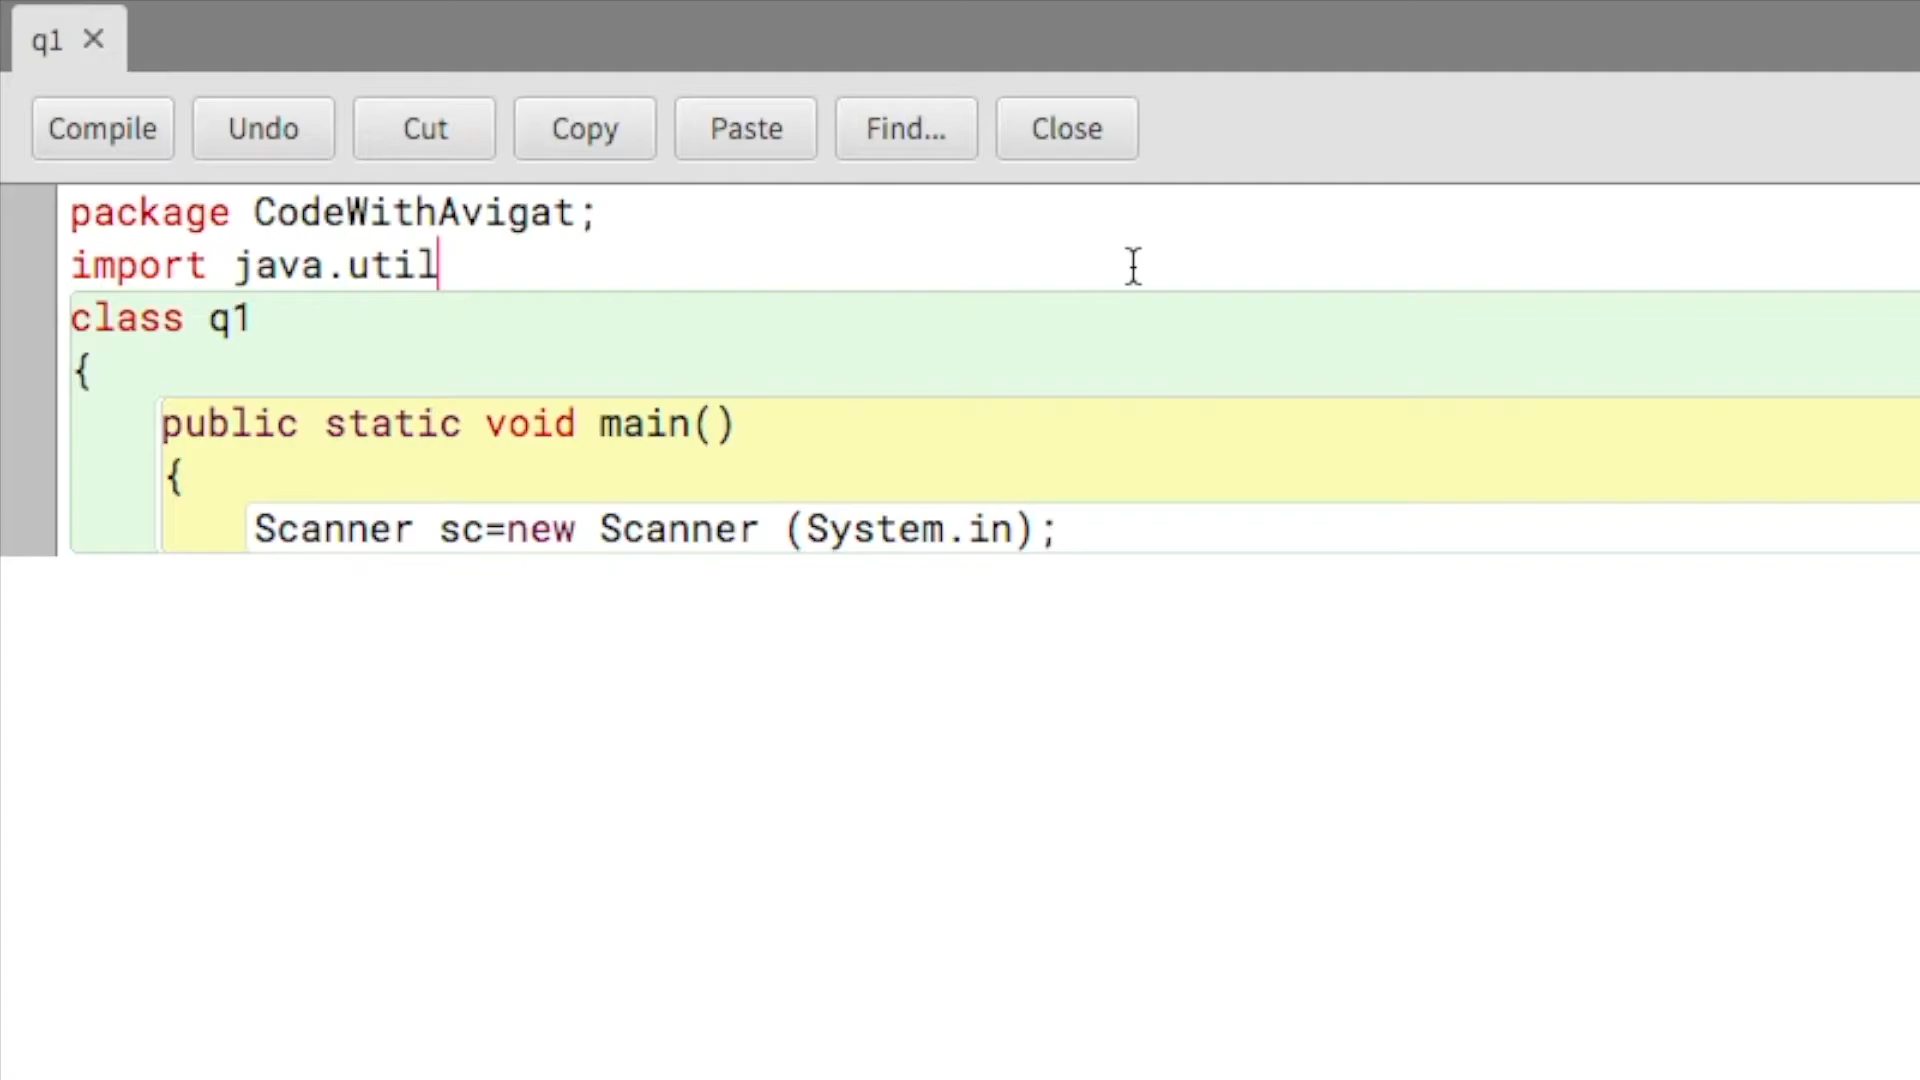 q1
Compile Undo Cut Copy Paste Find... Close
package CodeWithAvigat;
import java.util
class q1
{
public static void main()
{
Scanner sc=new Scanner (System.in);